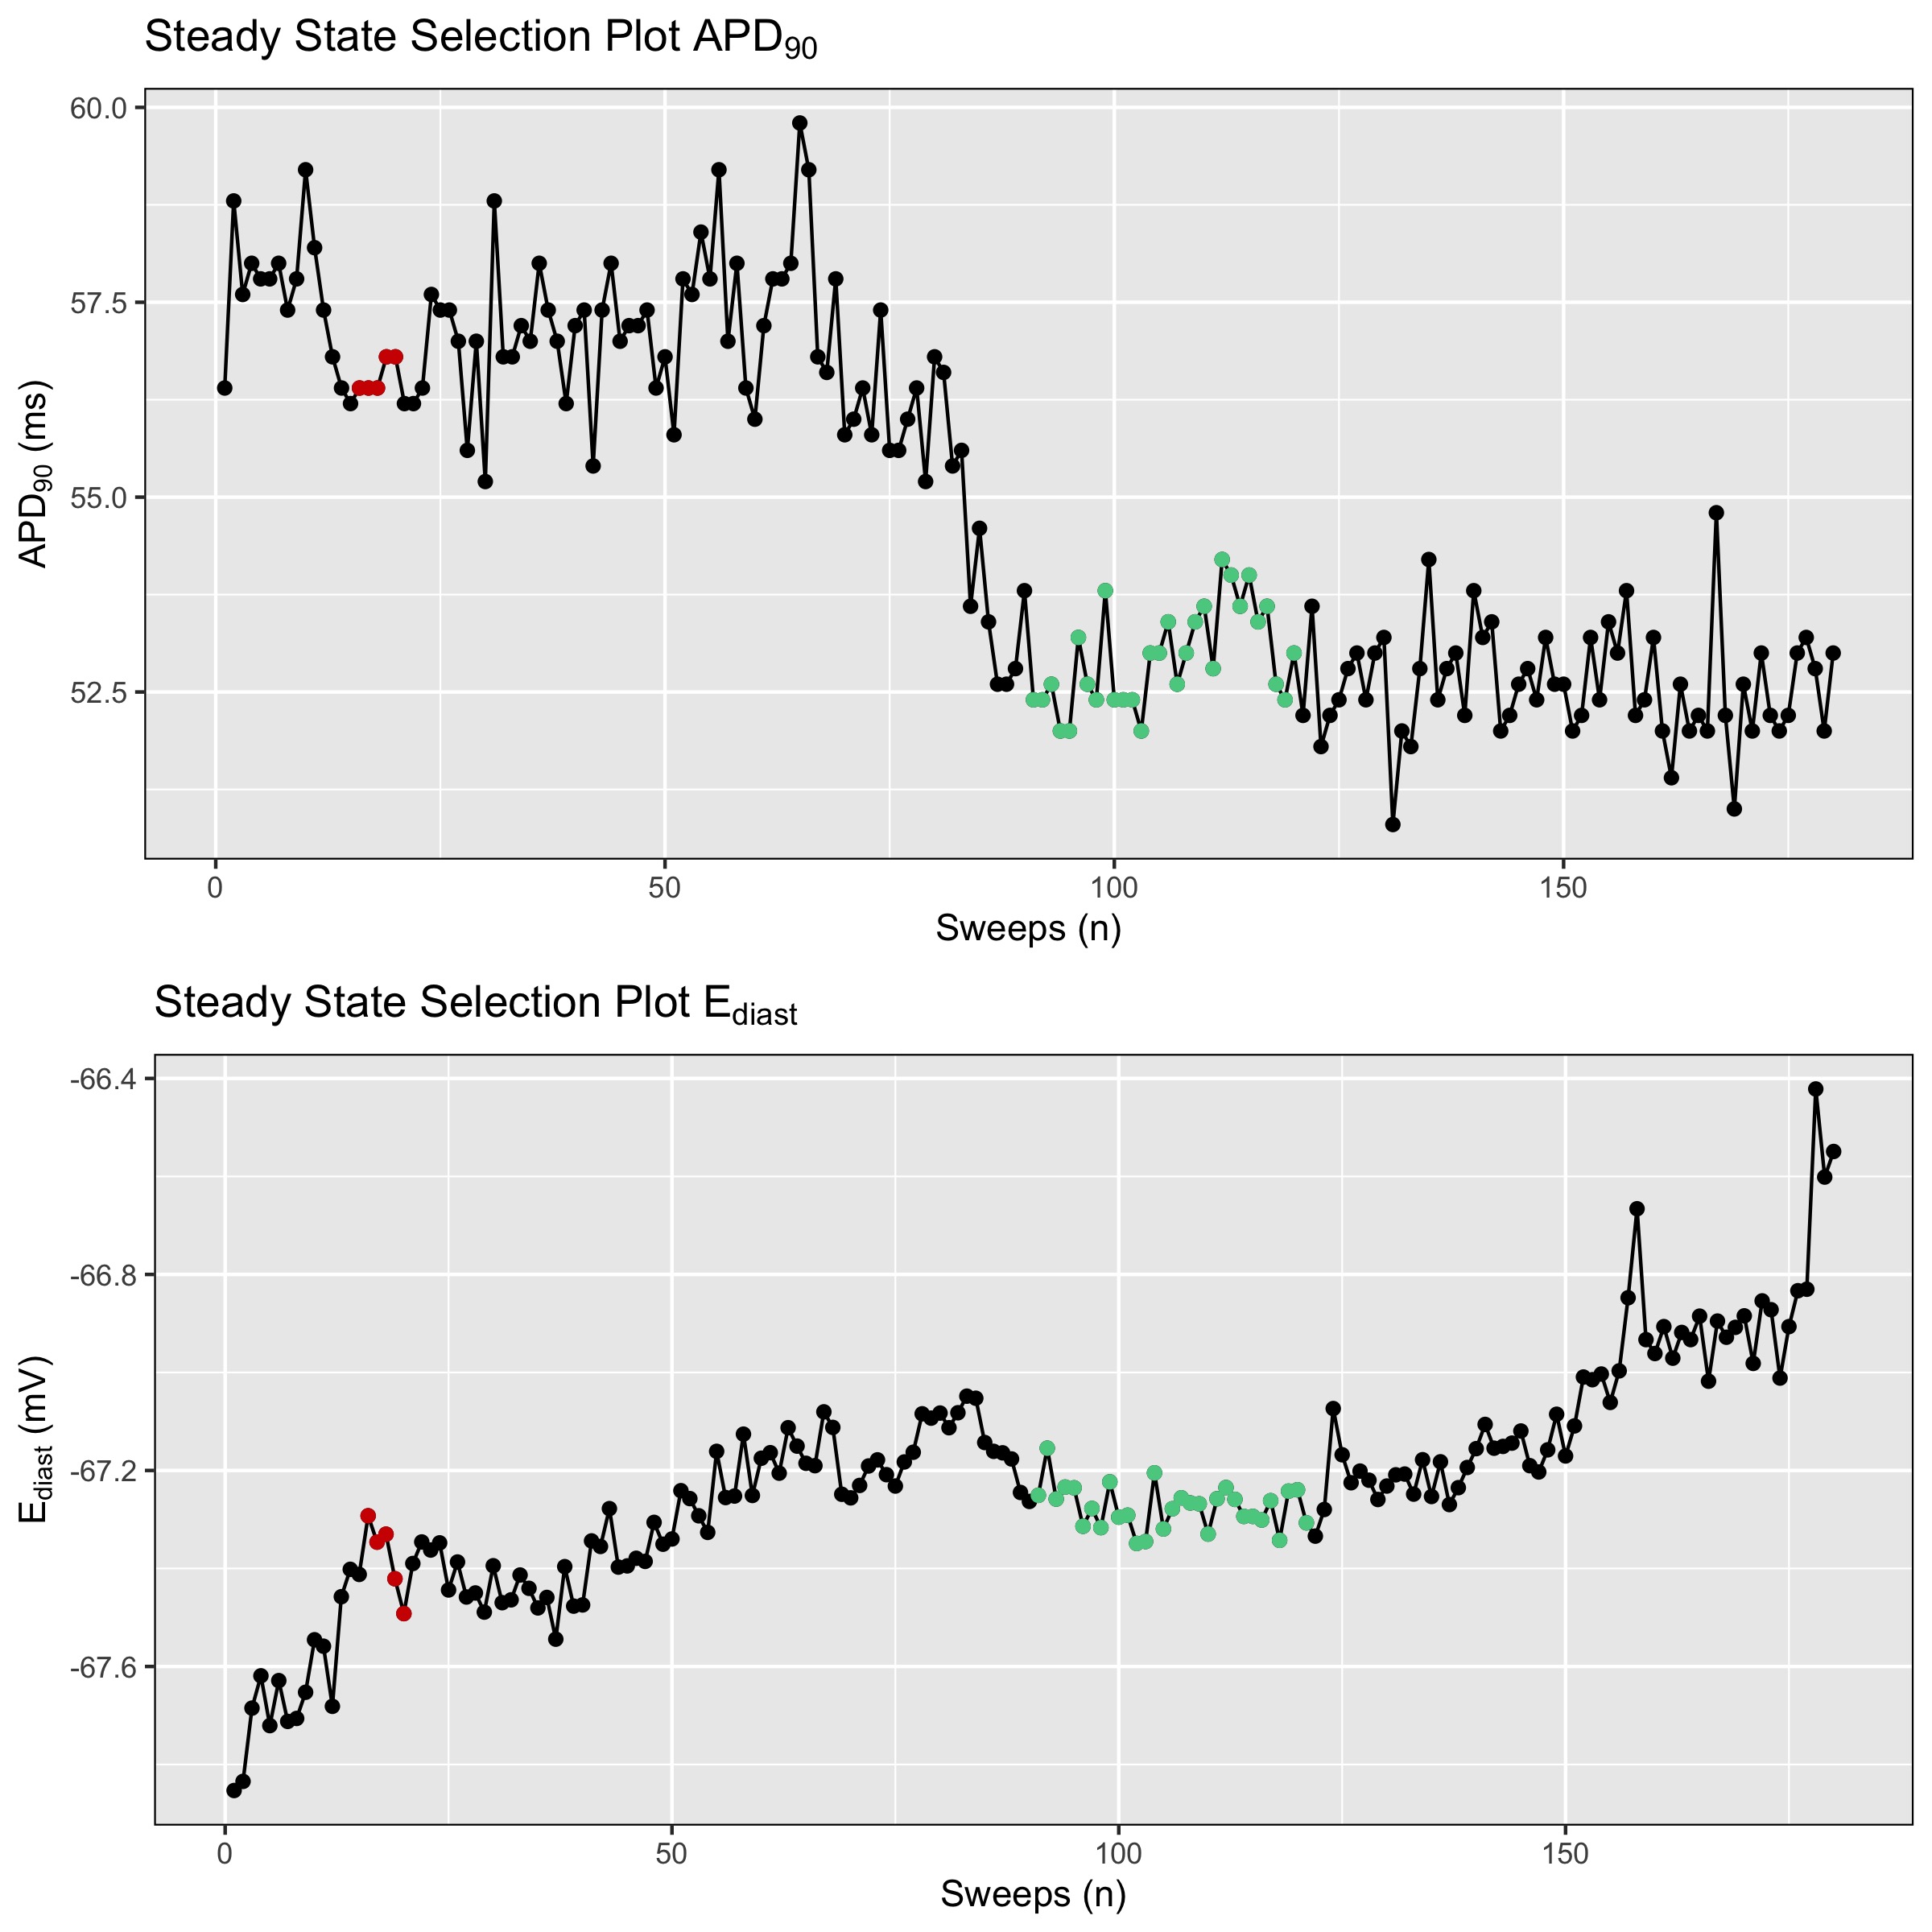 Steady State Selection Plot APD90
APD90 (ms)
60.0
57.5
55.0
52.5
0 50 100 150
Sweeps (n)
Steady State Selection Plot Ediast
Ediast (mV)
-66.4
-66.8
-67.2
-67.6
0 50 100 150
Sweeps (n)